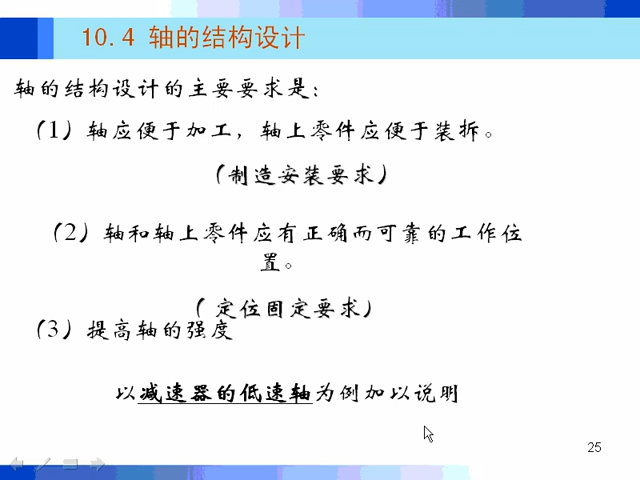 10.4 轴的结构设计
轴的结构设计的主要要求是：
（1）轴应便于加工，轴上零件应便于装拆。
（制造安装要求）
（2）轴和轴上零件应有正确而可靠的工作位
置。
（定位固定要求）
（3）提高轴的强度
以减速器的低速轴为例加以说明
25